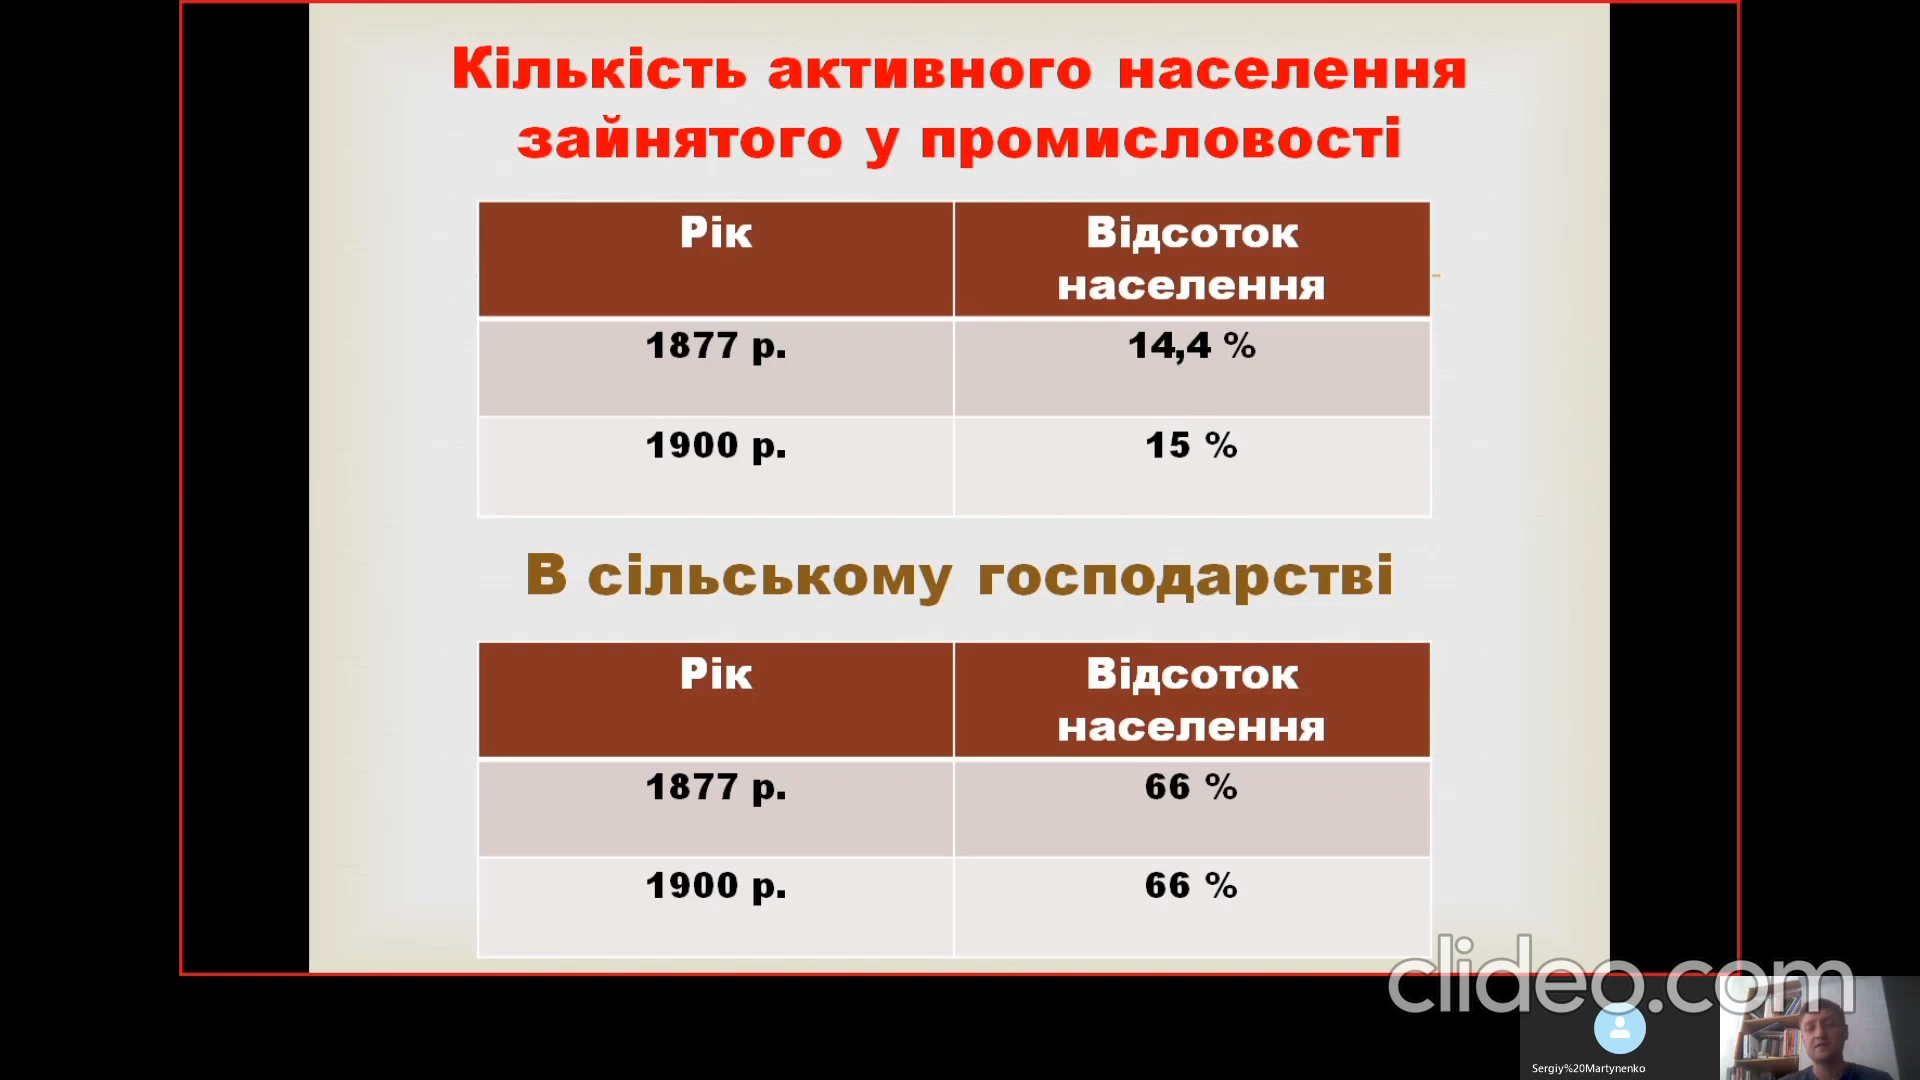 Кількість активного населення
зайнятого у промисловості
Рік
Відсоток
населення
1877 р.
14,4 %
1900 р.
15 %
В сільському господарстві
Рік
Відсоток
населення
1877 р.
66 %
1900 р.
66 %
clideo.com
Sergiy%20Martynenko